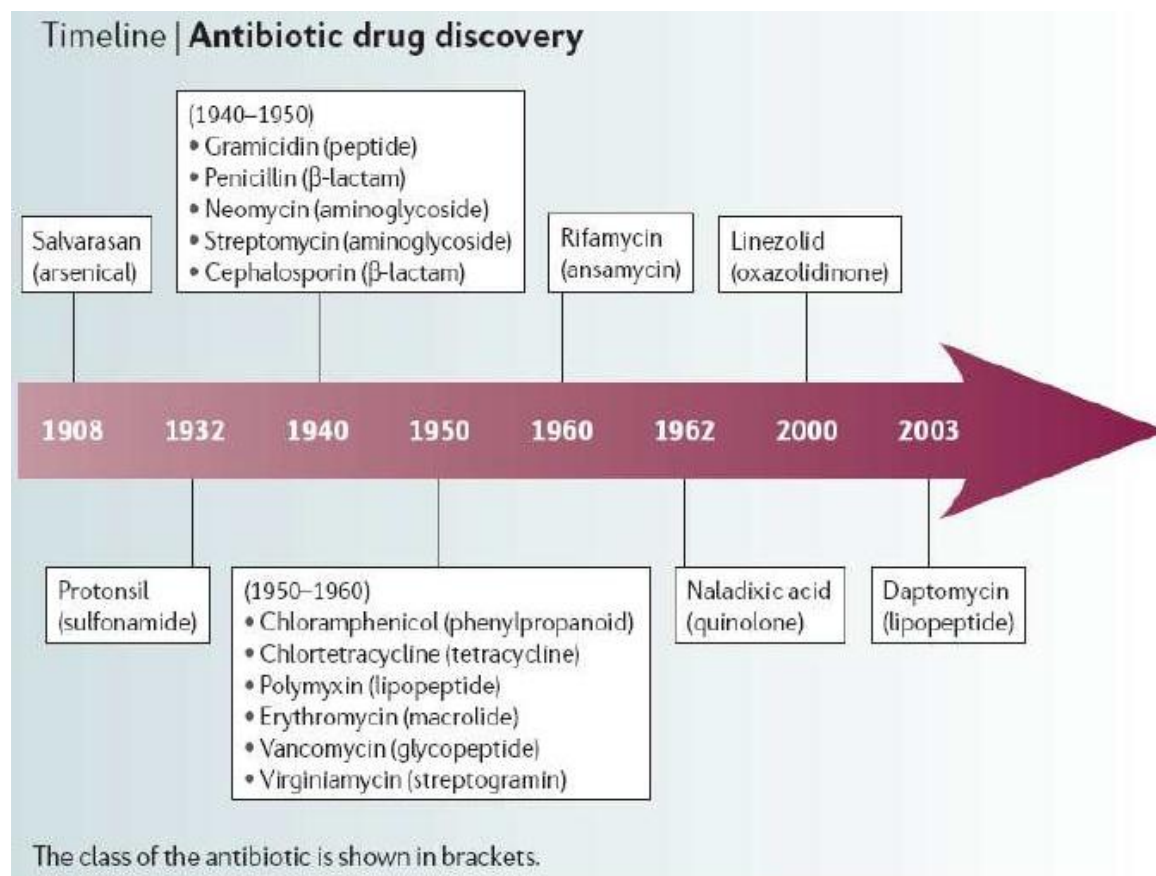 Timeline | Antibiotic drug discovery
(1940–1950)
• Gramicidin (peptide)
• Penicillin (β-lactam)
• Neomycin (aminoglycoside)
• Streptomycin (aminoglycoside)
• Cephalosporin (β-lactam)
Salvarasan
(arsenical)
Rifamycin
(ansamycin)
Linezolid
(oxazolidinone)
1908 1932 1940 1950 1960 1962 2000 2003
Protonsil
(sulfonamide)
(1950–1960)
• Chloramphenicol (phenylpropanoid)
• Chlortetracycline (tetracycline)
• Polymyxin (lipopeptide)
• Erythromycin (macrolide)
• Vancomycin (glycopeptide)
• Virginiamycin (streptogramin)
Naladixic acid
(quinolone)
Daptomycin
(lipopeptide)
The class of the antibiotic is shown in brackets.